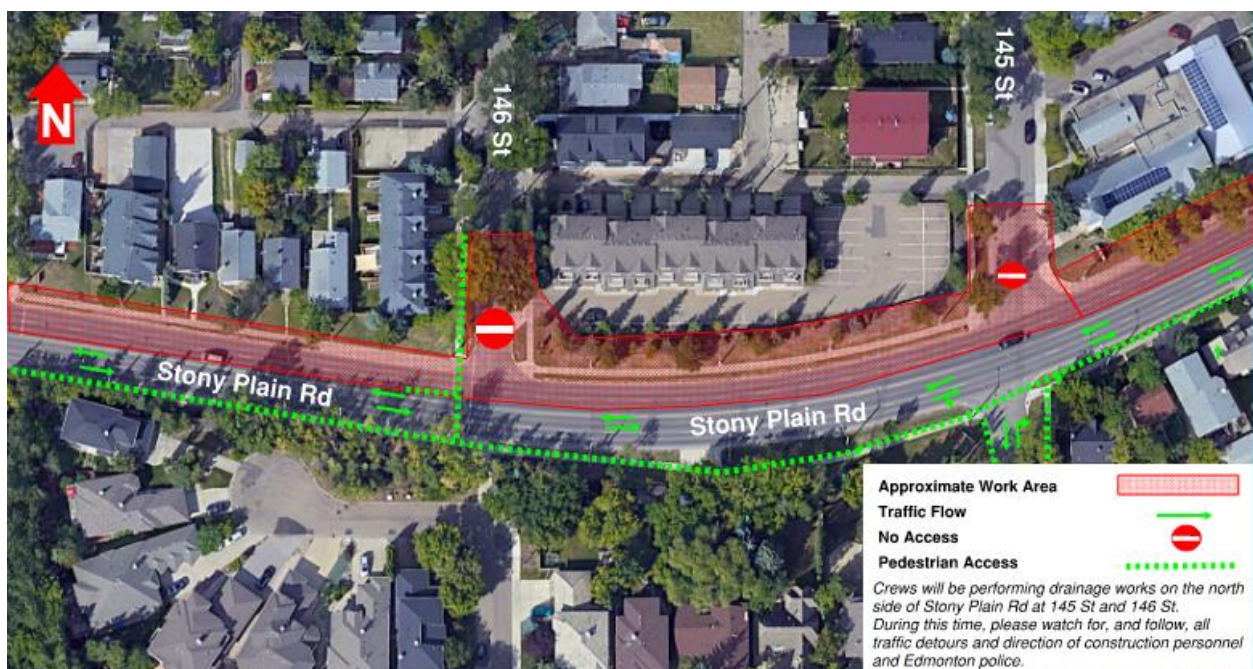 N
146 St
145 St
Stony Plain Rd
Stony Plain Rd
Approximate Work Area
Traffic Flow
No Access
Pedestrian Access
Crews will be performing drainage works on the north
side of Stony Plain Rd at 145 St and 146 St.
During this time, please watch for, and follow, all
traffic detours and direction of construction personnel
and Edmonton police.